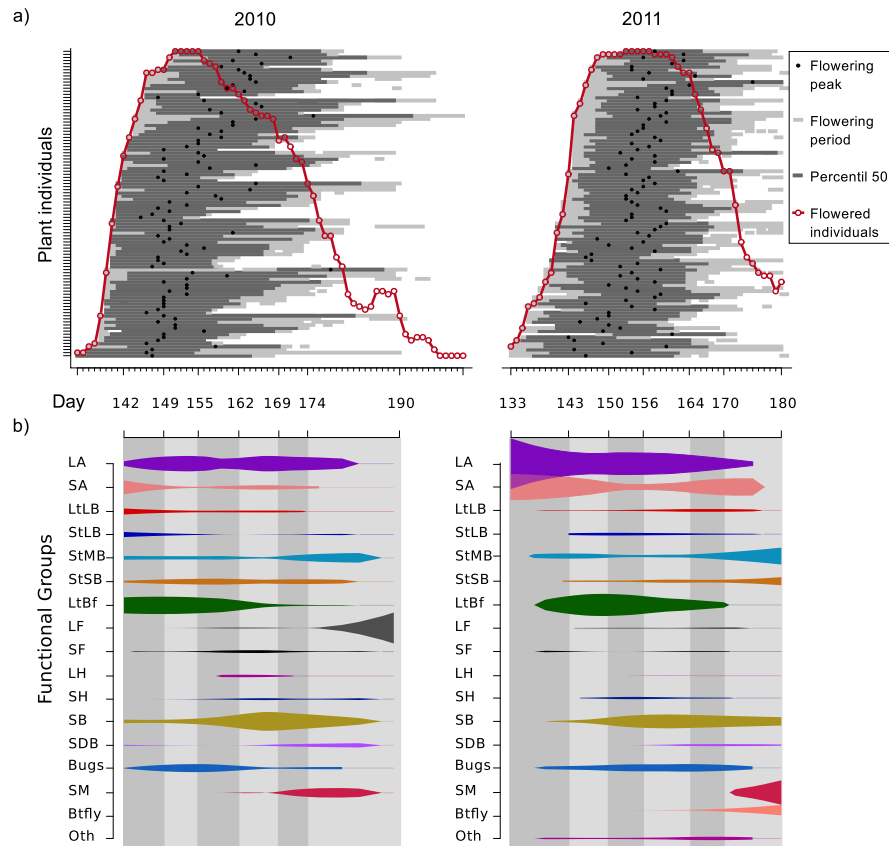 a)
2010
2011
Plant individuals
Flowering peak
Flowering period
Percentil 50
Flowered individuals
Day
142 149 155 162 169 174 190
133 143 150 156 164 170 180
b)
Functional Groups
LA
SA
LtLB
StLB
StMB
StSB
LtBf
LF
SF
LH
SH
SB
SDB
Bugs
SM
Btfly
Oth
LA
SA
LtLB
StLB
StMB
StSB
LtBf
LF
SF
LH
SH
SB
SDB
Bugs
SM
Btfly
Oth